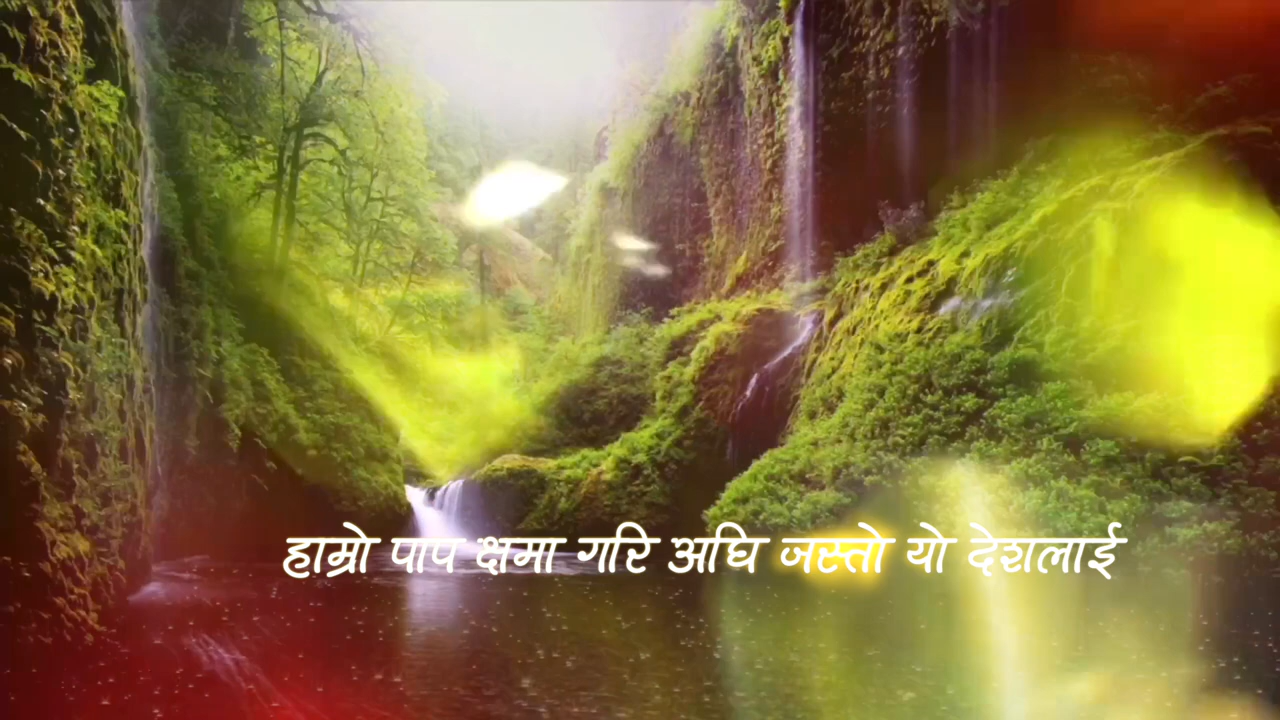 हाम्रो पाप क्षमा गरि अघि जस्तो यो देशलाई